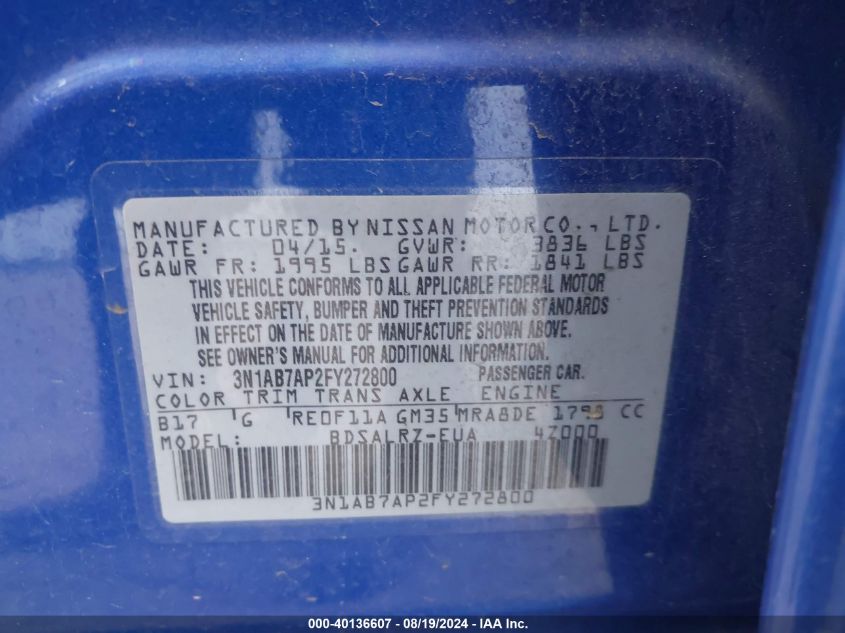 MANUFACTURED BY NISSAN MOTOR CO., LTD.
DATE: 04/15. GVWR: 3836 LBS
GAWR FR: 1995 LBS GAWR RR: 1841 LBS
THIS VEHICLE CONFORMS TO ALL APPLICABLE FEDERAL MOTOR
VEHICLE SAFETY, BUMPER AND THEFT PREVENTION STANDARDS
IN EFFECT ON THE DATE OF MANUFACTURE SHOWN ABOVE.
SEE OWNER'S MANUAL FOR ADDITIONAL INFORMATION.
VIN: 3N1AB7AP2FY272800 PASSENGER CAR.
COLOR TRIM TRANS AXLE ENGINE
B17 G RE0F11A GM35 MRA8DE 1798 CC
MODEL: BDSALRZ-EUA 4Z000
3N1AB7AP2FY272800
000-40136607 - 08/19/2024 - IAA Inc.